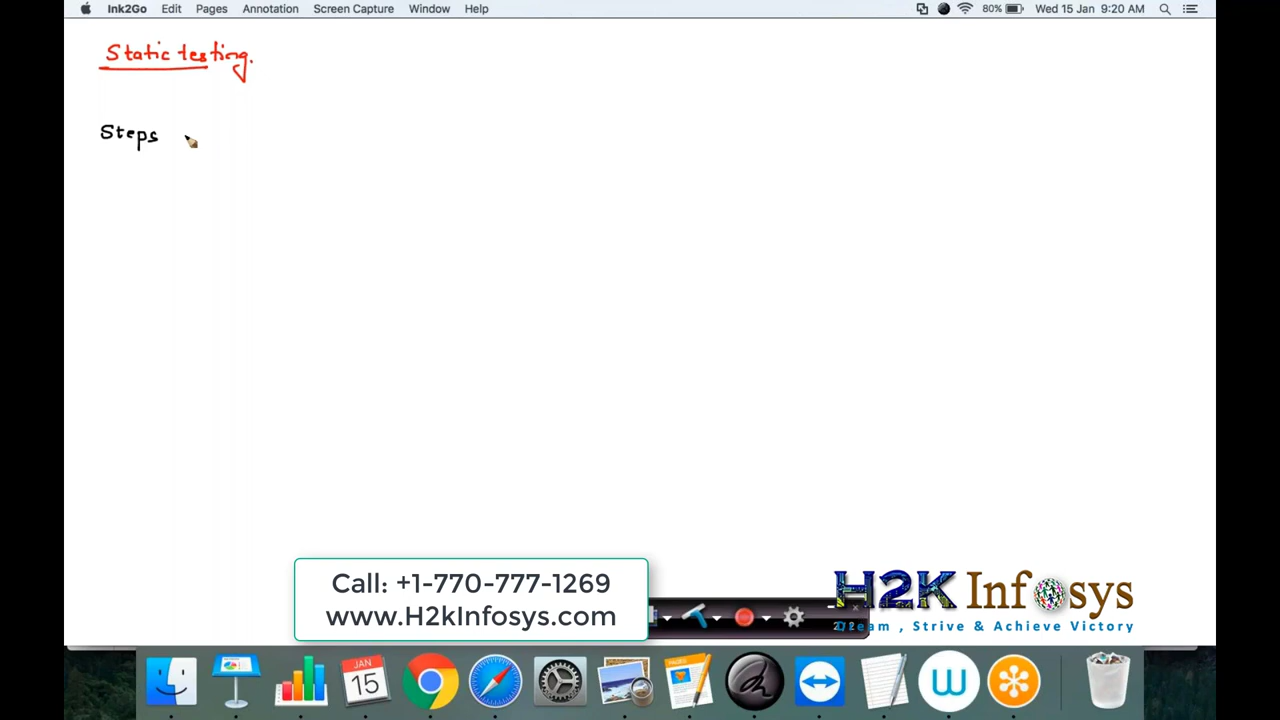 Ink2Go Edit Pages Annotation Screen Capture Window Help 80% Wed 15 Jan 9:20 AM
Static testing.
Steps
Call: +1-770-777-1269
www.H2kInfosys.com
H2K Infosys
Dream , Strive & Achieve Victory
JAN
15
PAGES
W